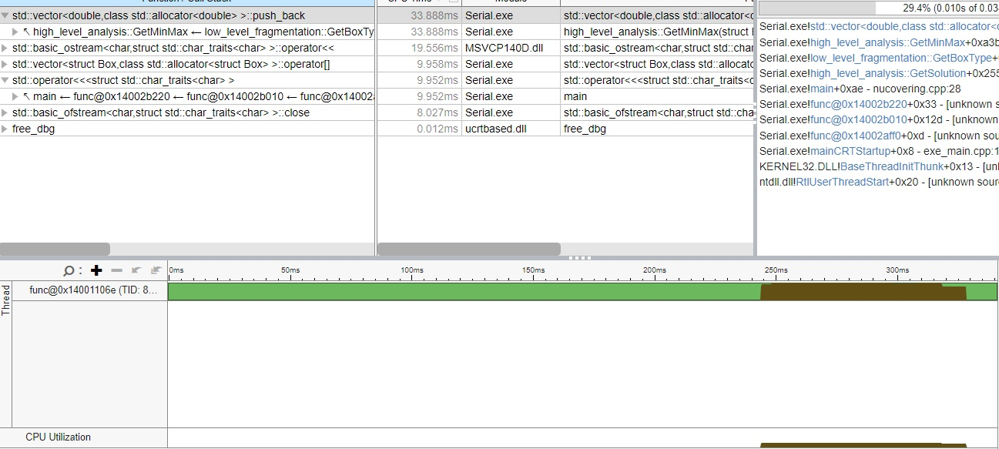 Function / Call Stack
CPU Time
Module
std::vector<double,class std::allocator<double> >::push_back 33.888ms Serial.exe std::vector<double,class std::allocator<d
high_level_analysis::GetMinMax ← low_level_fragmentation::GetBoxTy 33.888ms Serial.exe high_level_analysis::GetMinMax(struct
std::basic_ostream<char,struct std::char_traits<char> >::operator<< 19.556ms MSVCP140D.dll std::basic_ostream<char,struct std::char
std::vector<struct Box,class std::allocator<struct Box> >::operator[] 9.958ms Serial.exe std::vector<struct Box,class std::allocato
std::operator<<<struct std::char_traits<char> > 9.952ms Serial.exe std::operator<<<struct std::char_traits<c
main ← func@0x14002b220 ← func@0x14002b010 ← func@0x14002a 9.952ms Serial.exe main
std::basic_ofstream<char,struct std::char_traits<char> >::close 8.027ms Serial.exe std::basic_ofstream<char,struct std::cha
free_dbg 0.012ms ucrtbased.dll free_dbg
29.4% (0.010s of 0.03
Serial.exe!std::vector<double,class std::allocator<
Serial.exe!high_level_analysis::GetMinMax+0xa3b
Serial.exe!low_level_fragmentation::GetBoxType+
Serial.exe!high_level_analysis::GetSolution+0x255
Serial.exe!main+0xae - nucovering.cpp:28
Serial.exe!func@0x14002b220+0x33 - [unknown s
Serial.exe!func@0x14002b010+0x12d - [unknown
Serial.exe!func@0x14002aff0+0xd - [unknown sou
Serial.exe!mainCRTStartup+0x8 - exe_main.cpp:1
KERNEL32.DLL!BaseThreadInitThunk+0x13 - [unk
ntdll.dll!RtlUserThreadStart+0x20 - [unknown sour
0ms 50ms 100ms 150ms 200ms 250ms 300ms
Thread
func@0x14001106e (TID: 8...
CPU Utilization